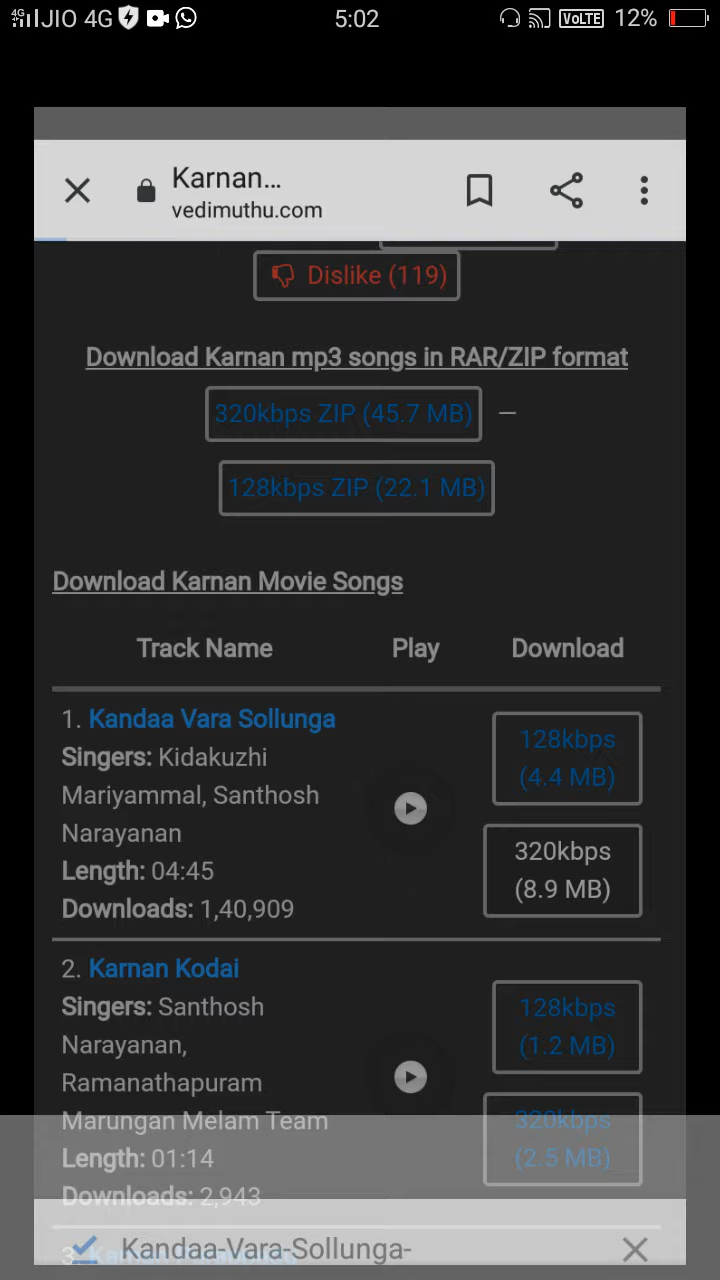 4G JIO 4G 5:02 VoLTE 12%
Karnan...
vedimuthu.com
Dislike (119)
Download Karnan mp3 songs in RAR/ZIP format
320kbps ZIP (45.7 MB) —
128kbps ZIP (22.1 MB)
Download Karnan Movie Songs
Track Name Play Download
1. Kandaa Vara Sollunga
Singers: Kidakuzhi
Mariyammal, Santhosh
Narayanan
Length: 04:45
Downloads: 1,40,909
128kbps
(4.4 MB)
320kbps
(8.9 MB)
2. Karnan Kodai
Singers: Santhosh
Narayanan,
Ramanathapuram
Marungan Melam Team
Length: 01:14
Downloads: 2,943
128kbps
(1.2 MB)
320kbps
(2.5 MB)
3.
Kandaa-Vara-Sollunga-